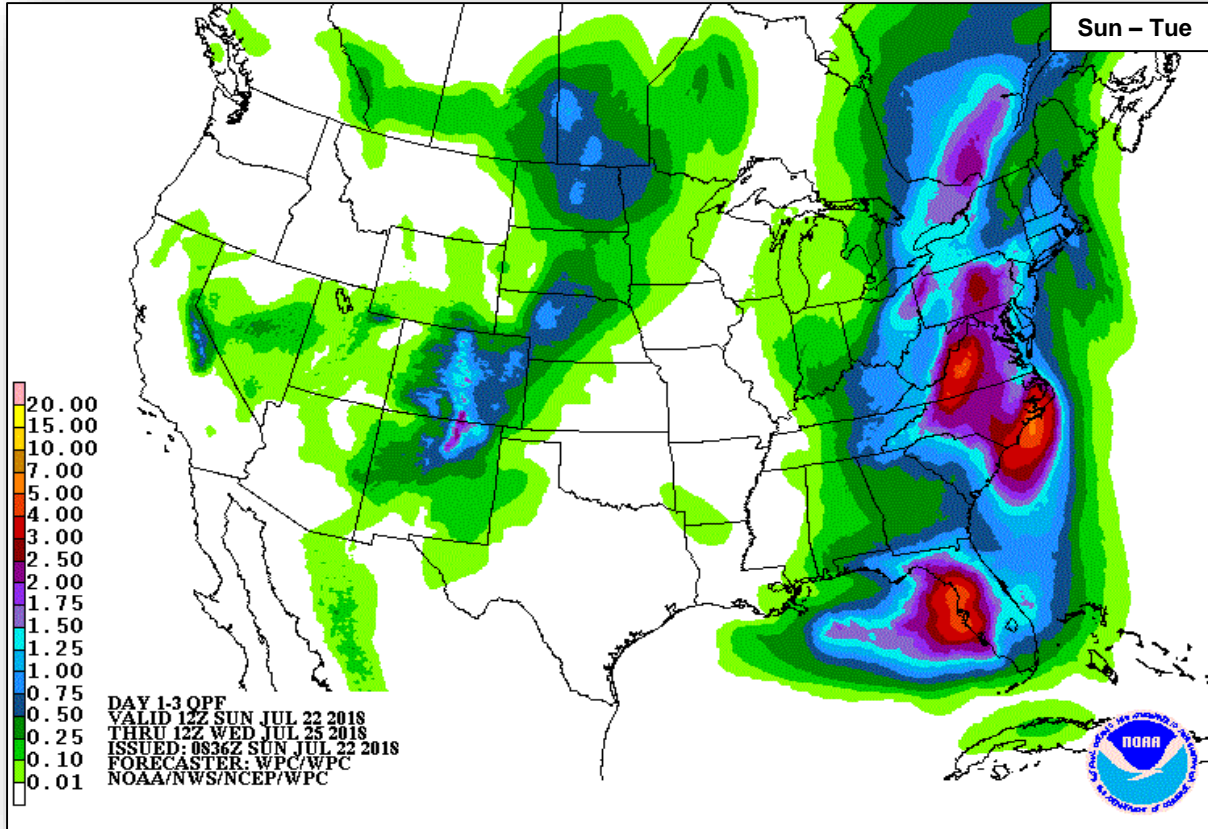 Sun – Tue
20.00
15.00
10.00
7.00
5.00
4.00
3.00
2.50
2.00
1.75
1.50
1.25
1.00
0.75
0.50
0.25
0.10
0.01
DAY 1-3 QPF
VALID 12Z SUN JUL 22 2018
THRU 12Z WED JUL 25 2018
ISSUED: 0836Z SUN JUL 22 2018
FORECASTER: WPC/WPC
NOAA/NWS/NCEP/WPC
NOAA